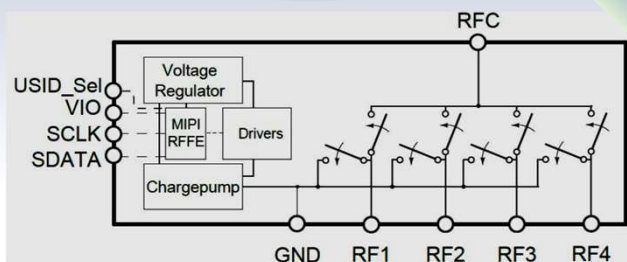 RFC
USID_Sel
VIO
SCLK
SDATA
Voltage
Regulator
MIPI
RFFE
Drivers
Chargepump
GND
RF1
RF2
RF3
RF4